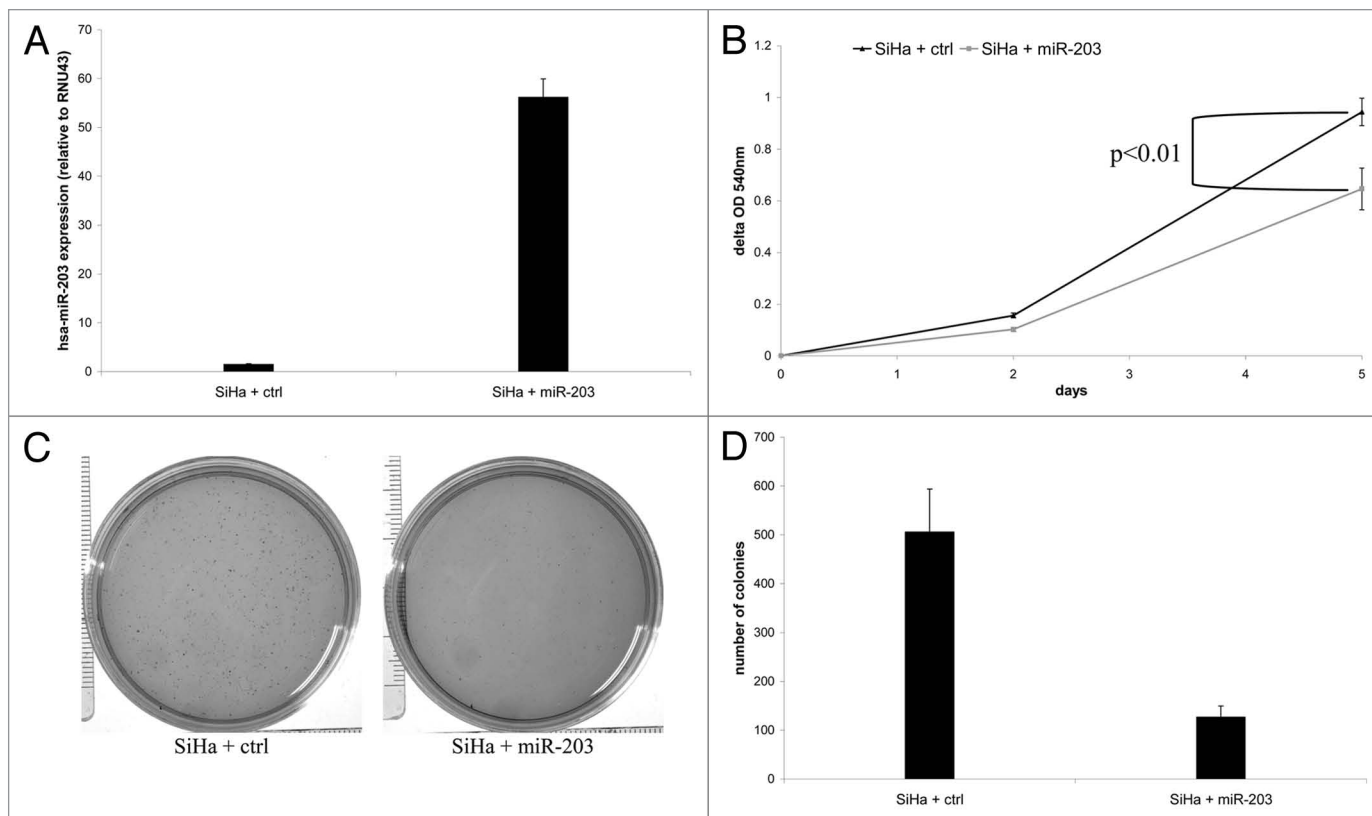 A
hsa-miR-203 expression (relative to RNU43)
70
60
50
40
30
20
10
0
SiHa + ctrl
SiHa + miR-203
B
SiHa + ctrl
SiHa + miR-203
delta OD 540nm
1.2
1
0.8
0.6
0.4
0.2
0
p<0.01
0
1
2
3
4
5
days
C
SiHa + ctrl
SiHa + miR-203
D
number of colonies
700
600
500
400
300
200
100
0
SiHa + ctrl
SiHa + miR-203